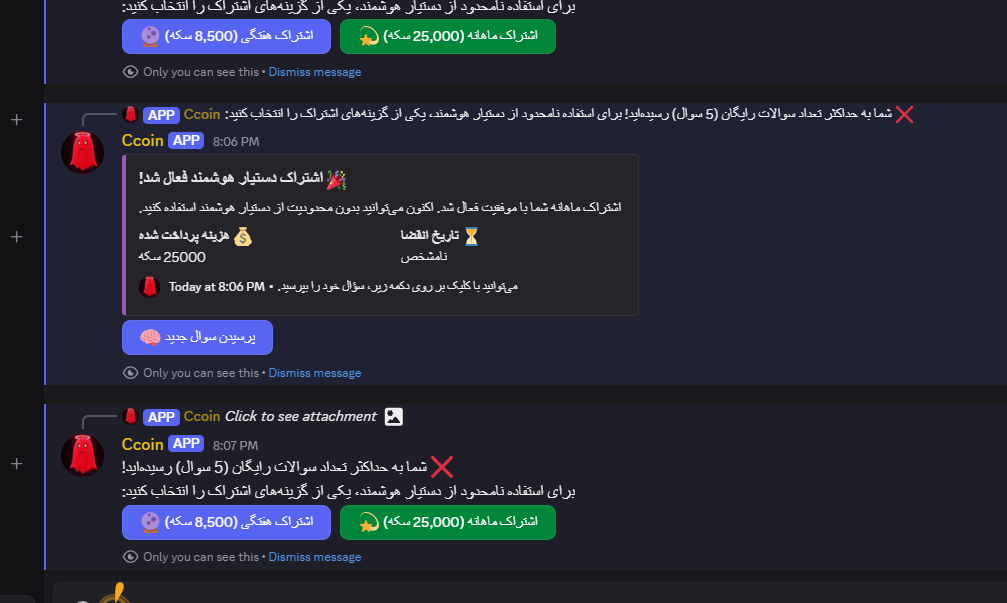 برای استفاده نامحدود از دستیار هوشمند، یکی از گزینه‌های اشتراک را انتخاب کنید:
اشتراک هفتگی (8,500 سکه)
اشتراک ماهانه (25,000 سکه)
Only you can see this • Dismiss message
APP Ccoin شما به حداکثر تعداد سوالات رایگان (5 سوال) رسیده‌اید! برای استفاده نامحدود از دستیار هوشمند، یکی از گزینه‌های اشتراک را انتخاب کنید:
Ccoin APP 8:06 PM
اشتراک دستیار هوشمند فعال شد!
اشتراک ماهانه شما با موفقیت فعال شد. اکنون می‌توانید بدون محدودیت از دستیار هوشمند استفاده کنید.
هزینه پرداخت شده
25000 سکه
تاریخ انقضا
نامشخص
می‌توانید با کلیک بر روی دکمه زیر، سؤال خود را بپرسید. • Today at 8:06 PM
پرسیدن سوال جدید
Only you can see this • Dismiss message
APP Ccoin Click to see attachment
Ccoin APP 8:07 PM
شما به حداکثر تعداد سوالات رایگان (5 سوال) رسیده‌اید!
برای استفاده نامحدود از دستیار هوشمند، یکی از گزینه‌های اشتراک را انتخاب کنید:
اشتراک هفتگی (8,500 سکه)
اشتراک ماهانه (25,000 سکه)
Only you can see this • Dismiss message